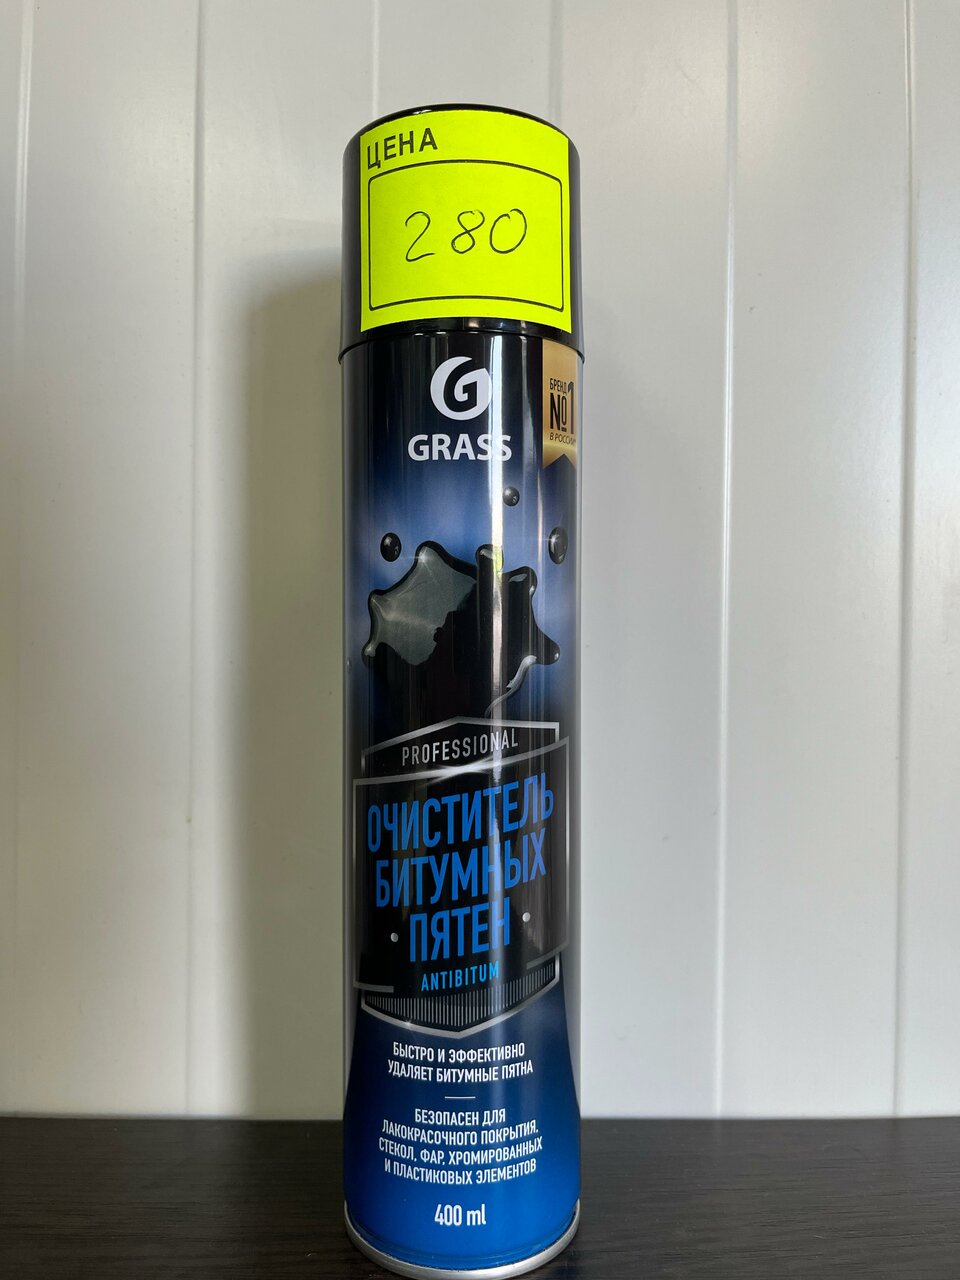 ЦЕНА
280
G
GRASS
БРЕНД
№1
В РОССИИ
PROFESSIONAL
ОЧИСТИТЕЛЬ
БИТУМНЫХ
ПЯТЕН
ANTIBITUM
БЫСТРО И ЭФФЕКТИВНО
УДАЛЯЕТ БИТУМНЫЕ ПЯТНА
БЕЗОПАСЕН ДЛЯ
ЛАКОКРАСОЧНОГО ПОКРЫТИЯ,
СТЕКОЛ, ФАР, ХРОМИРОВАННЫХ
И ПЛАСТИКОВЫХ ЭЛЕМЕНТОВ
400 ml